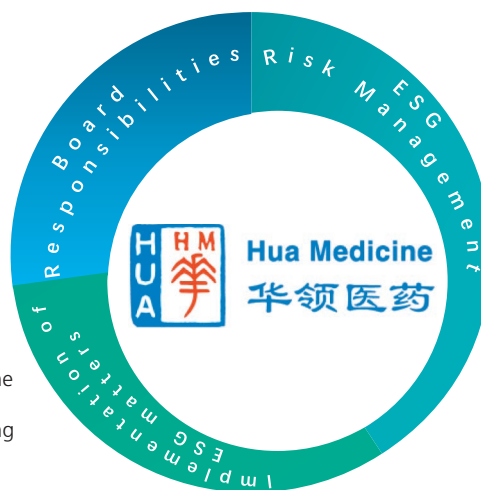 Board
Responsibilities
ESG
Risk Management
HUA
HM
Hua Medicine
华领医药
Implementation of
ESG matters